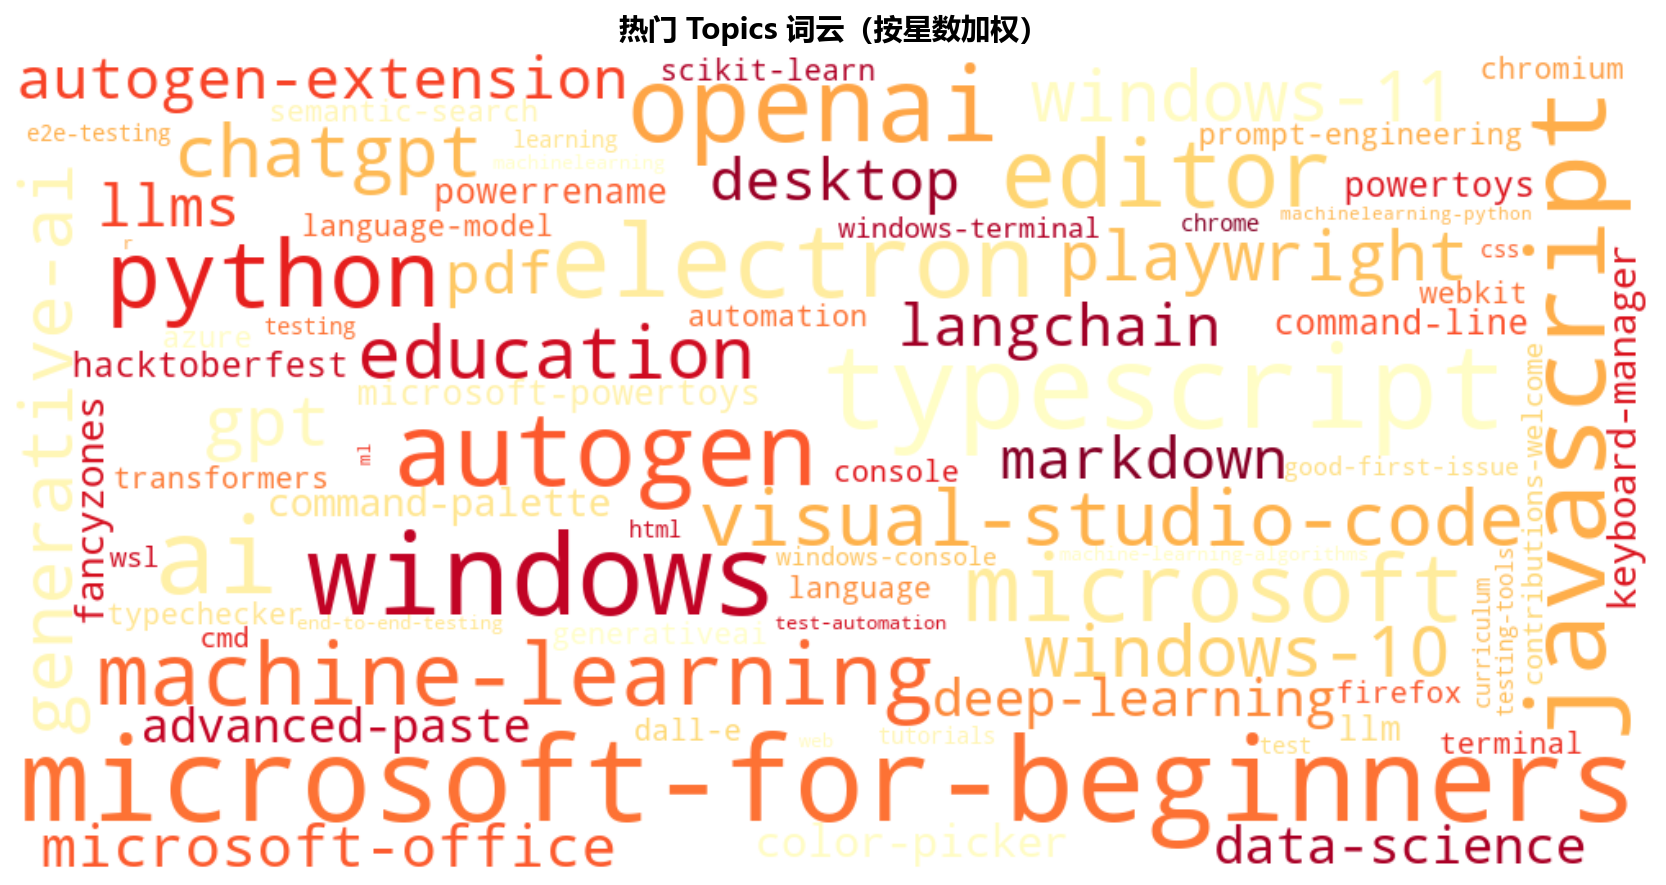 热门 Topics 词云（按星数加权）
autogen-extension
scikit-learn
openai
windows-11
chromium
semantic-search
e2e-testing
chatgpt
learning
machinelearning
prompt-engineering
editor
desktop
javascript
generative-ai
llms
powerrename
powertoys
language-model
windows-terminal
chrome
machinelearning-python
r
python
pdf
electron
playwright
css
keyboard-manager
webkit
automation
langchain
command-line
azure
testing
hacktoberfest
education
typescript
microsoft-powertoys
contributions-welcome
fancyzones
gpt
autogen
markdown
ml
transformers
console
good-first-issue
command-palette
visual-studio-code
ai
windows
html
wsl
windows-console
machine-learning-algorithms
microsoft
language
testing-tools
curriculum
typechecker
end-to-end-testing
test-automation
cmd
generativeai
windows-10
machine-learning
deep-learning
firefox
advanced-paste
dall-e
web
tutorials
test
llm
terminal
microsoft-for-beginners
microsoft-office
color-picker
data-science